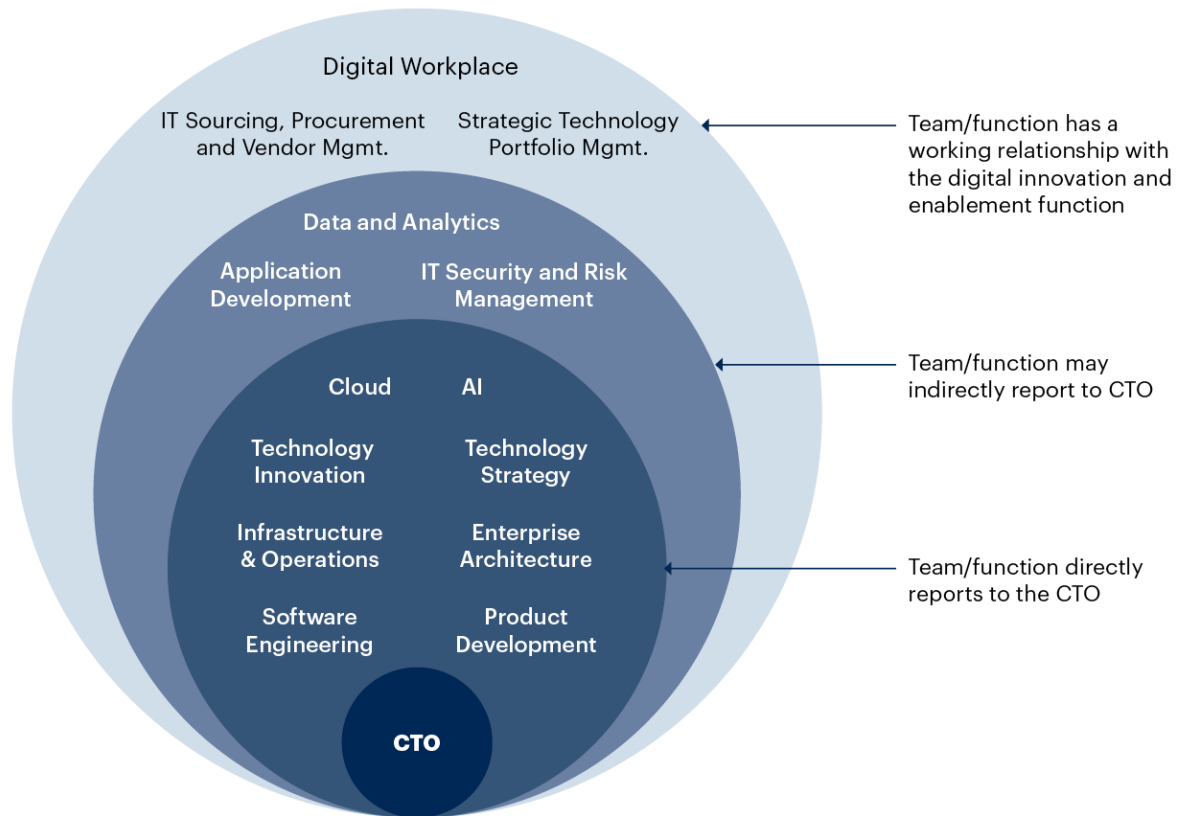 Digital Workplace
IT Sourcing, Procurement
and Vendor Mgmt.
Strategic Technology
Portfolio Mgmt.
Team/function has a
working relationship with
the digital innovation and
enablement function
Data and Analytics
Application
Development
IT Security and Risk
Management
Team/function may
indirectly report to CTO
Cloud
AI
Technology
Innovation
Technology
Strategy
Infrastructure
& Operations
Enterprise
Architecture
Team/function directly
reports to the CTO
Software
Engineering
Product
Development
CTO